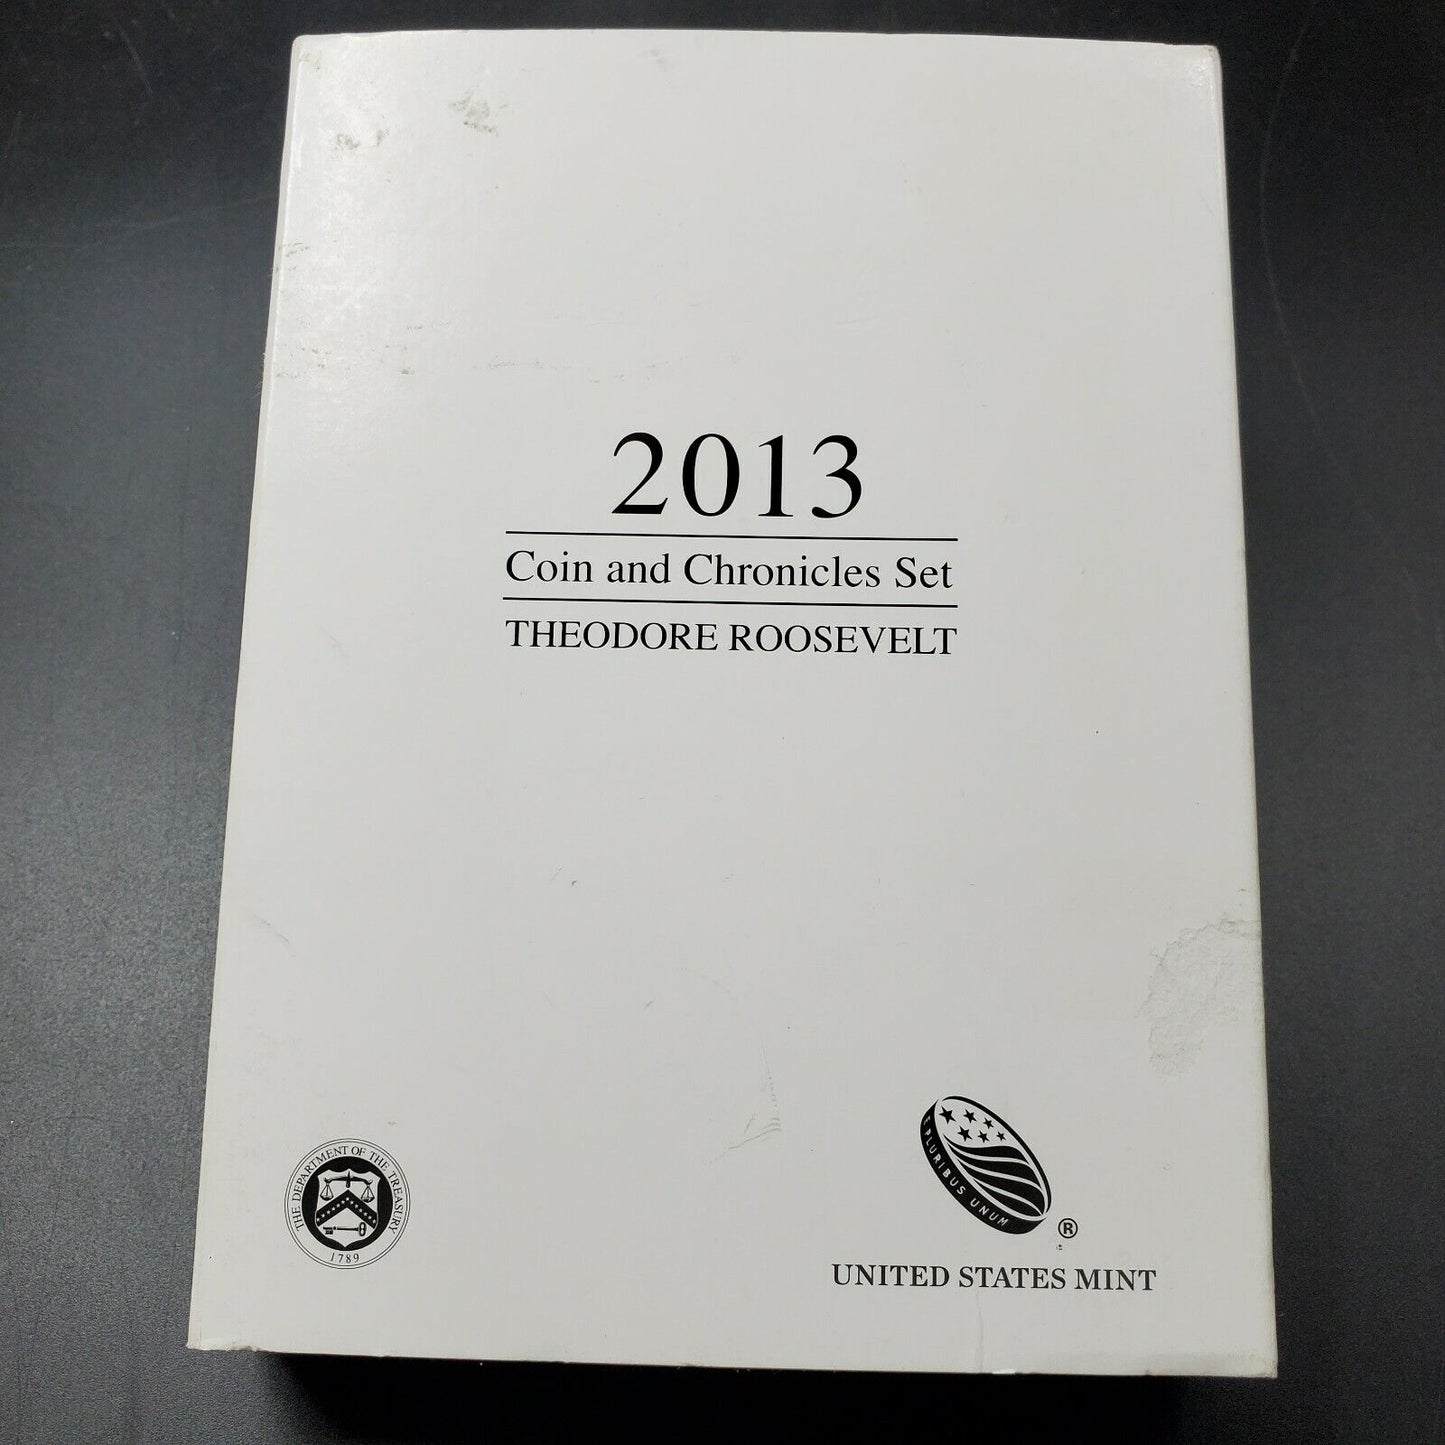 2013
Coin and Chronicles Set
THEODORE ROOSEVELT
THE DEPARTMENT OF THE TREASURY
1789
E PLURIBUS UNUM
®
UNITED STATES MINT